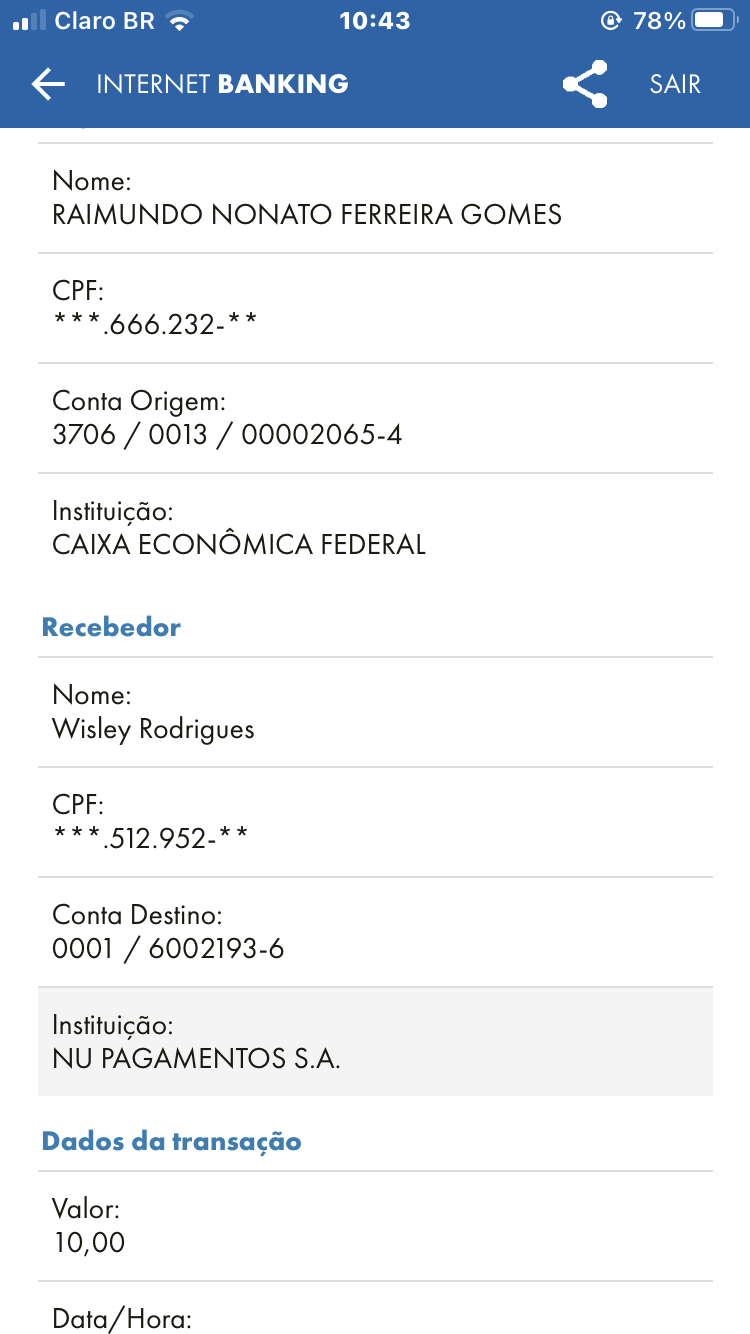 Claro BR 10:43 78%
INTERNET BANKING SAIR
Nome:
RAIMUNDO NONATO FERREIRA GOMES
CPF:
***.666.232-**
Conta Origem:
3706 / 0013 / 00002065-4
Instituição:
CAIXA ECONÔMICA FEDERAL
Recebedor
Nome:
Wisley Rodrigues
CPF:
***.512.952-**
Conta Destino:
0001 / 6002193-6
Instituição:
NU PAGAMENTOS S.A.
Dados da transação
Valor:
10,00
Data/Hora: